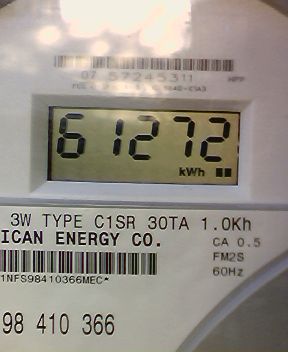 07 57245311
61272
kWh
3W TYPE C1SR 30TA 1.0Kh
ICAN ENERGY CO.
CA 0.5
FM2S
60Hz
1NFS98410366MEC*
98 410 366